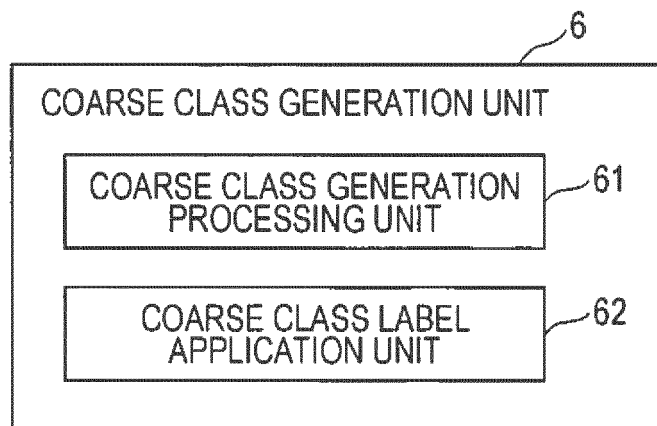 6
COARSE CLASS GENERATION UNIT
COARSE CLASS GENERATION
PROCESSING UNIT
61
COARSE CLASS LABEL
APPLICATION UNIT
62